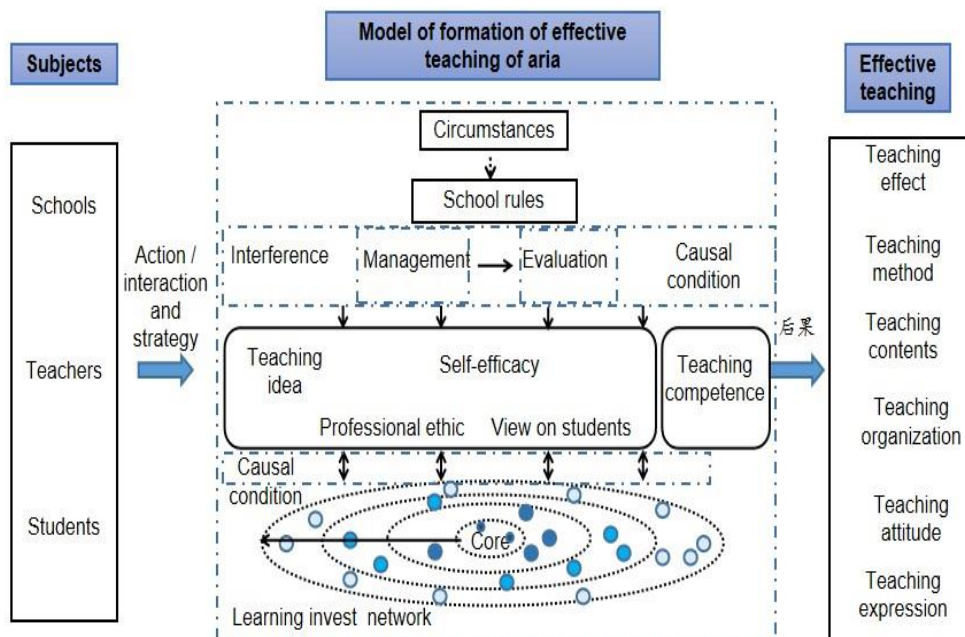 Subjects
Model of formation of effective
teaching of aria
Effective
teaching
Schools
Teachers
Students
Action /
interaction
and
strategy
Circumstances
School rules
Interference
Management
Evaluation
Causal
condition
Teaching
idea
Self-efficacy
Professional ethic
View on students
Teaching
competence
后果
Causal
condition
Core
Learning invest network
Teaching
effect
Teaching
method
Teaching
contents
Teaching
organization
Teaching
attitude
Teaching
expression